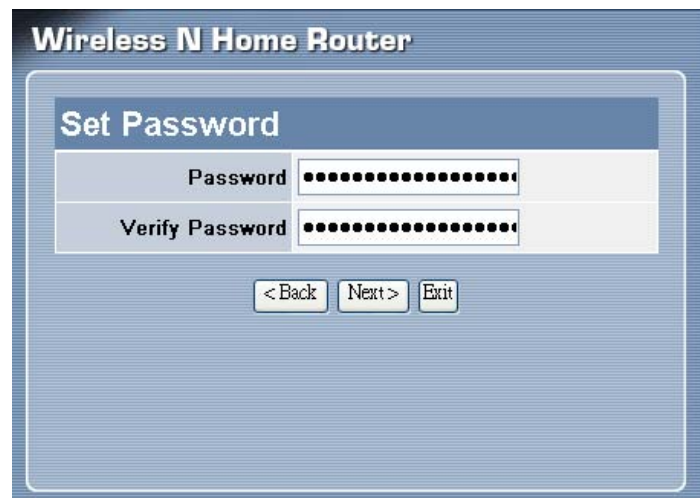 Wireless N Home Router
Set Password
Password ••••••••••••••••••
Verify Password ••••••••••••••••••
< Back Next > Exit